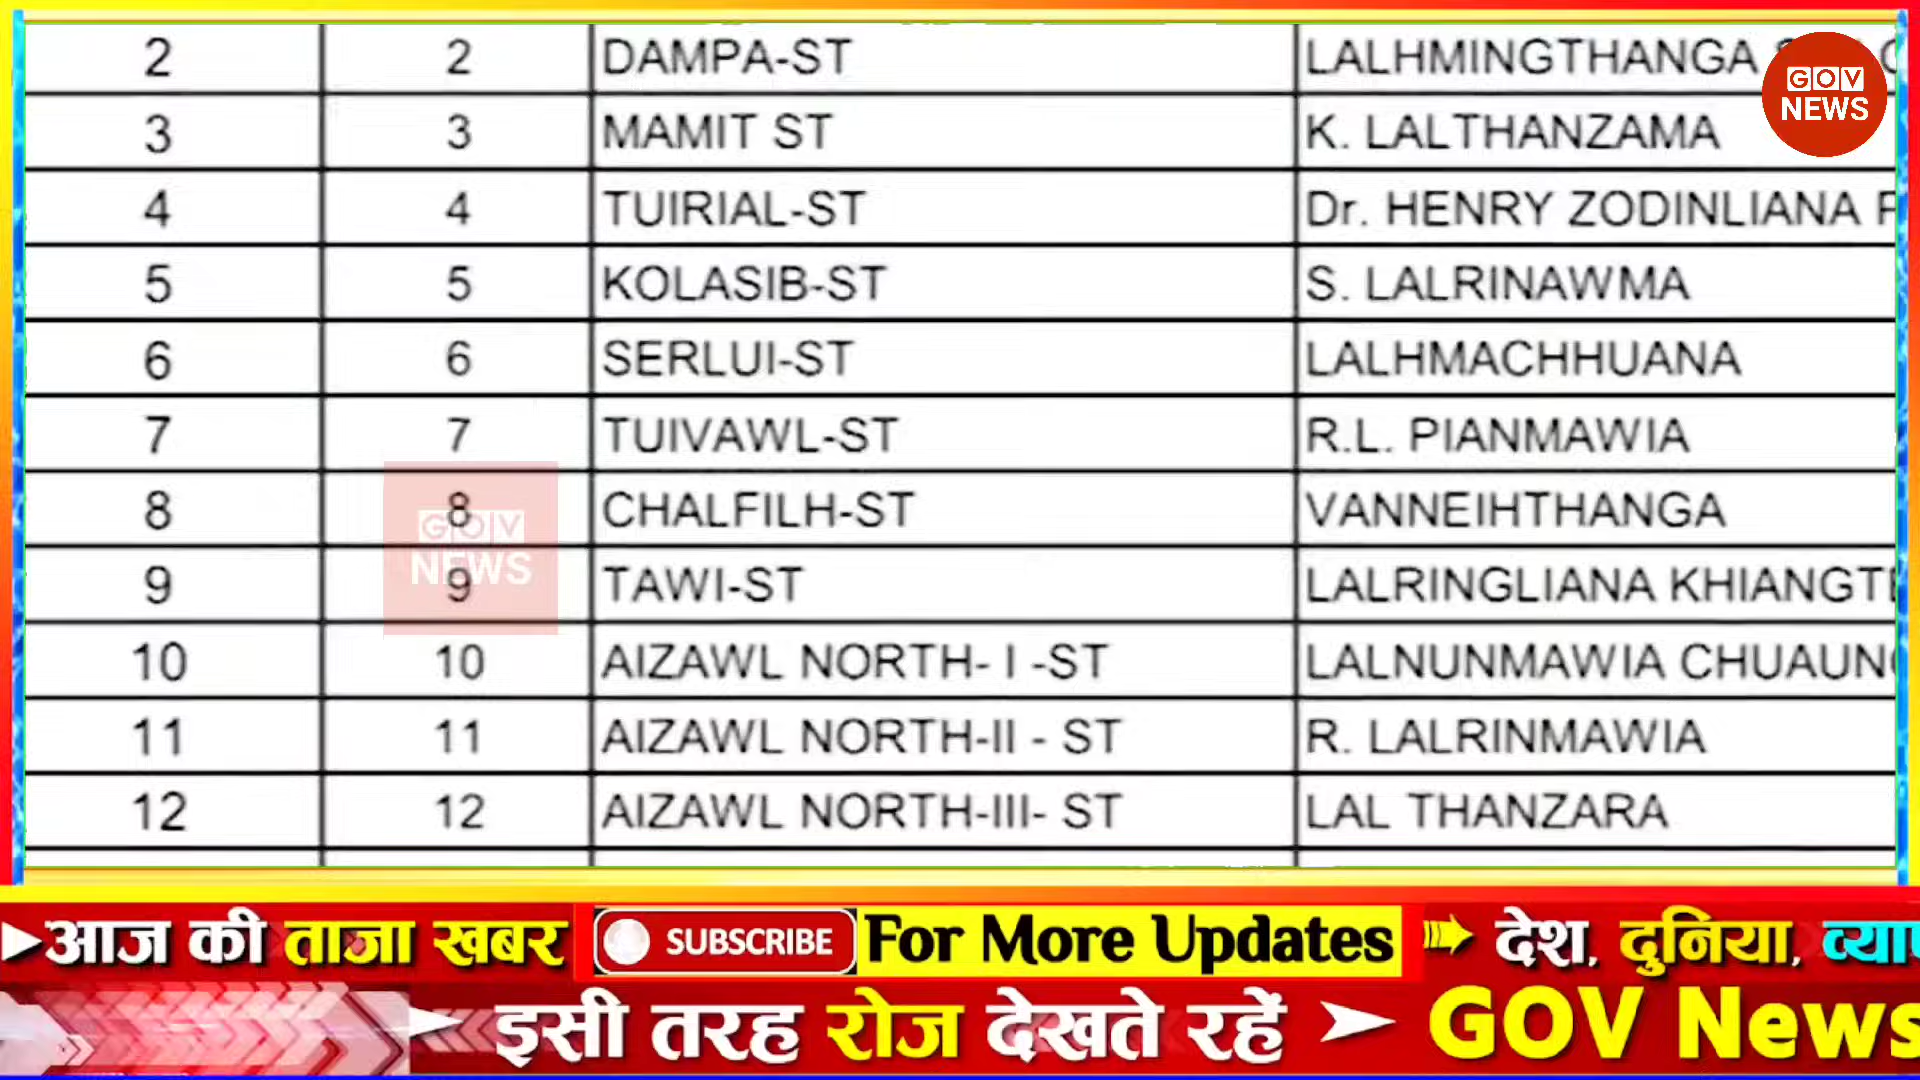 2 2 DAMPA-ST LALHMINGTHANGA
GOV
NEWS
3 3 MAMIT ST K. LALTHANZAMA
4 4 TUIRIAL-ST Dr. HENRY ZODINLIANA
5 5 KOLASIB-ST S. LALRINAWMA
6 6 SERLUI-ST LALHMACHHUANA
7 7 TUIVAWL-ST R.L. PIANMAWIA
8 8 CHALFILH-ST VANNEIHTHANGA
GOV
NEWS
9 9 TAWI-ST LALRINGLIANA KHIANGTE
10 10 AIZAWL NORTH- I -ST LALNUNMAWIA CHUAUN
11 11 AIZAWL NORTH-II - ST R. LALRINMAWIA
12 12 AIZAWL NORTH-III- ST LAL THANZARA
आज की ताजा खबर SUBSCRIBE For More Updates देश, दुनिया, व्याप
इसी तरह रोज देखते रहें GOV News